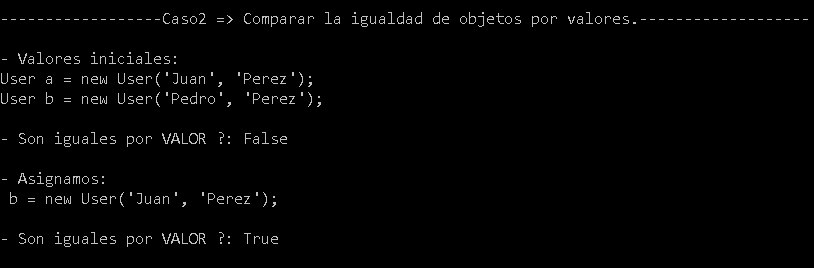 ------------------Caso2 => Comparar la igualdad de objetos por valores.-------------------
- Valores iniciales:
User a = new User('Juan', 'Perez');
User b = new User('Pedro', 'Perez');
- Son iguales por VALOR ?: False
- Asignamos:
b = new User('Juan', 'Perez');
- Son iguales por VALOR ?: True